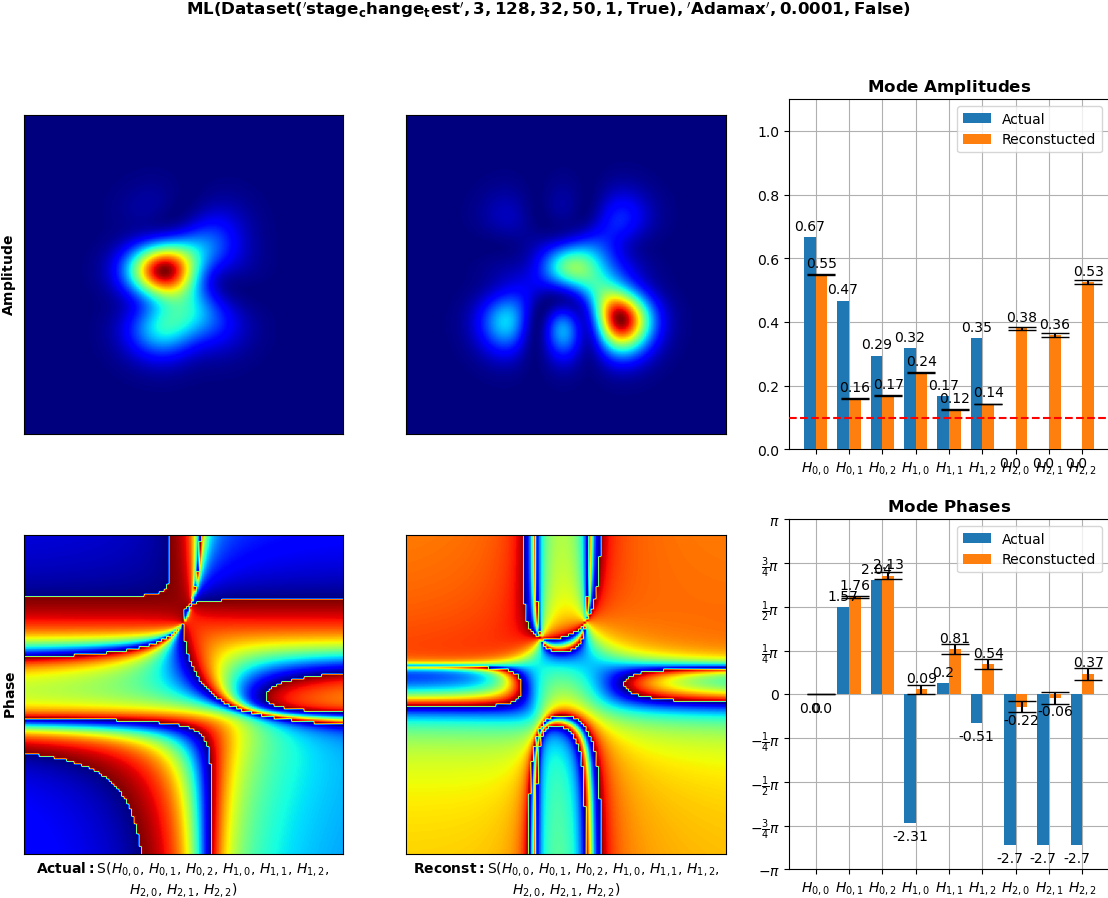 ML(Dataset('stage_change_test', 3, 128, 32, 50, 1, True), 'Adamax', 0.0001, False)
Amplitude
Mode Amplitudes
Actual
Reconstucted
1.0
0.8
0.6
0.4
0.2
0.0
0.67
0.55
0.47
0.16
0.29
0.17
0.32
0.24
0.17
0.12
0.35
0.14
0.38
0.36
0.53
0.0
0.0
0.0
H0,0 H0,1 H0,2 H1,0 H1,1 H1,2 H2,0 H2,1 H2,2
Phase
Mode Phases
Actual
Reconstucted
π
3/4π
1/2π
1/4π
0
−1/4π
−1/2π
−3/4π
−π
0.0
1.57
1.76
2.04
2.13
-2.31
0.09
0.2
0.81
-0.51
0.54
-2.7
-0.22
-2.7
-0.06
-2.7
0.37
H0,0 H0,1 H0,2 H1,0 H1,1 H1,2 H2,0 H2,1 H2,2
Actual: S(H0,0, H0,1, H0,2, H1,0, H1,1, H1,2,
H2,0, H2,1, H2,2)
Reconst: S(H0,0, H0,1, H0,2, H1,0, H1,1, H1,2,
H2,0, H2,1, H2,2)